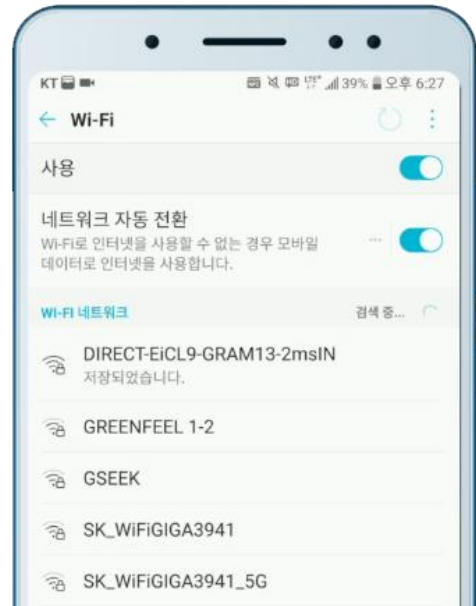 KT 39% 오후 6:27
Wi-Fi
사용
네트워크 자동 전환
Wi-Fi로 인터넷을 사용할 수 없는 경우 모바일
데이터로 인터넷을 사용합니다.
WI-FI 네트워크 검색 중...
DIRECT-EiCL9-GRAM13-2msIN
저장되었습니다.
GREENFEEL 1-2
GSEEK
SK_WiFiGIGA3941
SK_WiFiGIGA3941_5G